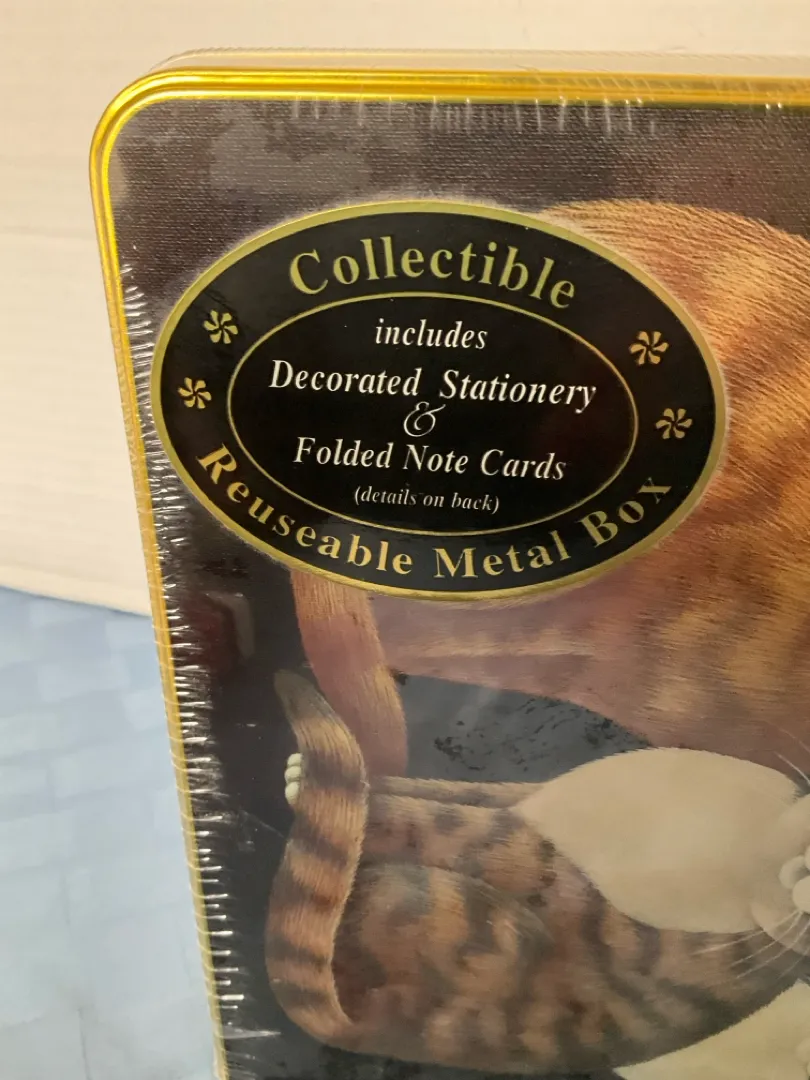 Collectible
includes
Decorated Stationery
&
Folded Note Cards
(details on back)
Reuseable Metal Box